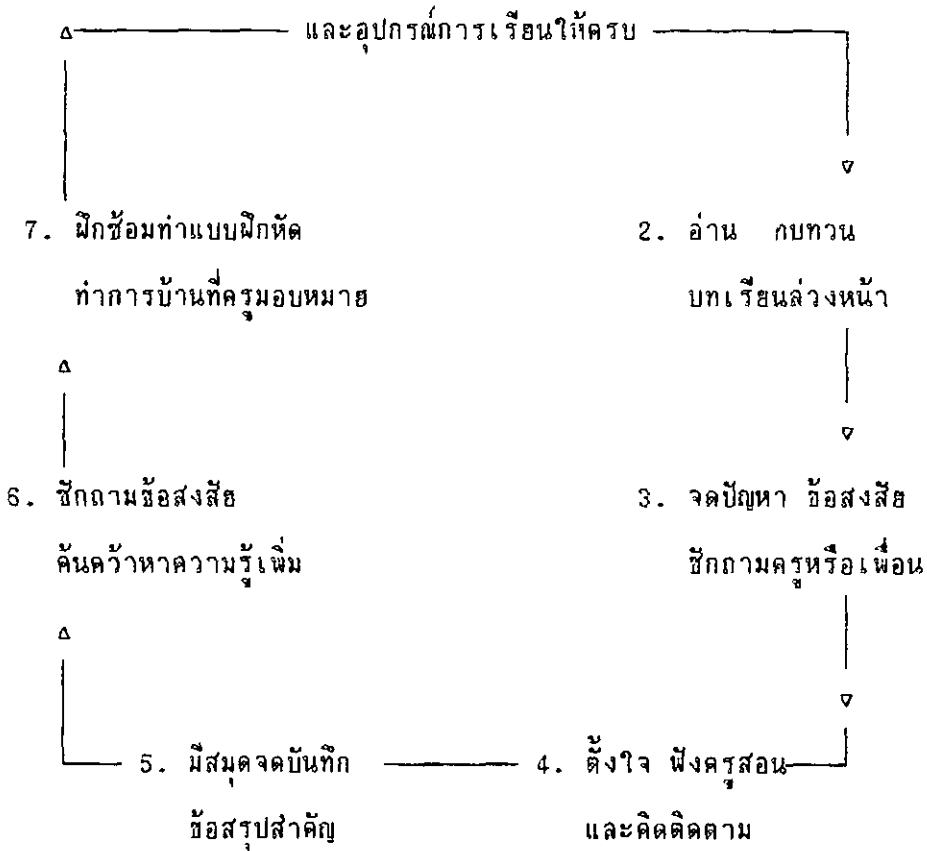 และอุปกรณ์การเรียนให้ครบ
2. อ่าน ทบทวน
บทเรียนล่วงหน้า
3. จดปัญหา ข้อสงสัย
ซักถามครูหรือเพื่อน
4. ตั้งใจ ฟังครูสอน
และคิดติดตาม
5. มีสมุดจดบันทึก
ข้อสรุปสำคัญ
6. ซักถามข้อสงสัย
ค้นคว้าหาความรู้เพิ่ม
7. ฝึกซ้อมทำแบบฝึกหัด
ทำการบ้านที่ครูมอบหมาย